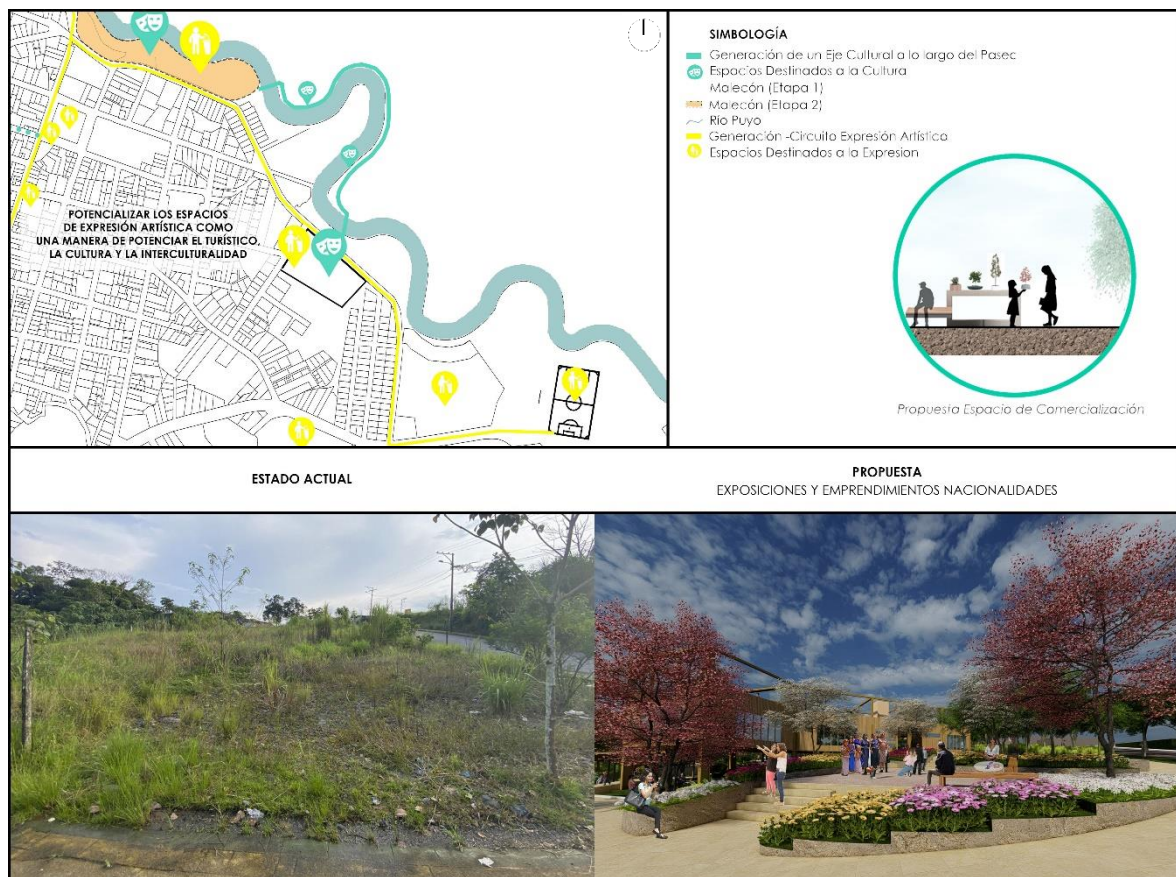 SIMBOLOGÍA
Generación de un Eje Cultural a lo largo del Pasec
Espacios Destinados a la Cultura
Malecón (Etapa 1)
Malecón (Etapa 2)
Río Puyo
Generación -Circuito Expresión Artístico
Espacios Destinados a la Expresion
POTENCIALIZAR LOS ESPACIOS
DE EXPRESIÓN ARTÍSTICA COMO
UNA MANERA DE POTENCIAR EL TURÍSTICO,
LA CULTURA Y LA INTERCULTURALIDAD
Propuesta Espacio de Comercialización
ESTADO ACTUAL
PROPUESTA
EXPOSICIONES Y EMPRENDIMIENTOS NACIONALIDADES